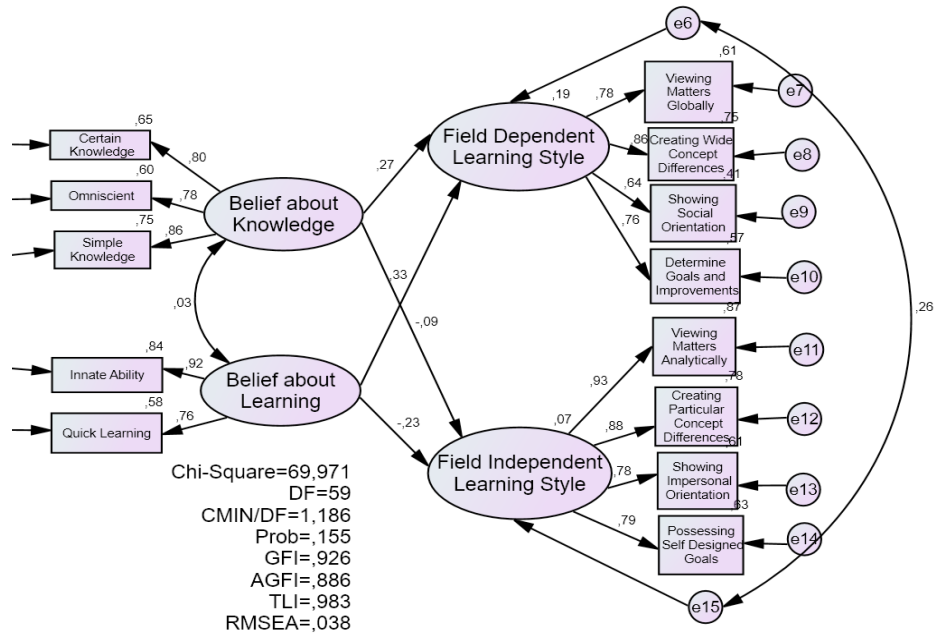 e6
,61
,19
,78
Viewing
Matters
Globally
e7
,75
,65
Certain
Knowledge
,80
Field Dependent
Learning Style
,86
Creating Wide
Concept
Differences
e8
,41
,60
Omniscient
,78
,27
Belief about
Knowledge
,64
Showing
Social
Orientation
e9
,57
,75
Simple
Knowledge
,86
,76
Determine
Goals and
Improvements
e10
,87
,33
,03
-,09
,26
Viewing
Matters
Analytically
e11
,78
,84
Innate Ability
,92
Belief about
Learning
,93
,07
Creating
Particular
Concept
Differences
e12
,61
,58
Quick Learning
,76
-,23
,88
Field Independent
Learning Style
,78
Showing
Impersonal
Orientation
e13
,63
,79
Possessing
Self Designed
Goals
e14
e15
Chi-Square=69,971
DF=59
CMIN/DF=1,186
Prob=,155
GFI=,926
AGFI=,886
TLI=,983
RMSEA=,038